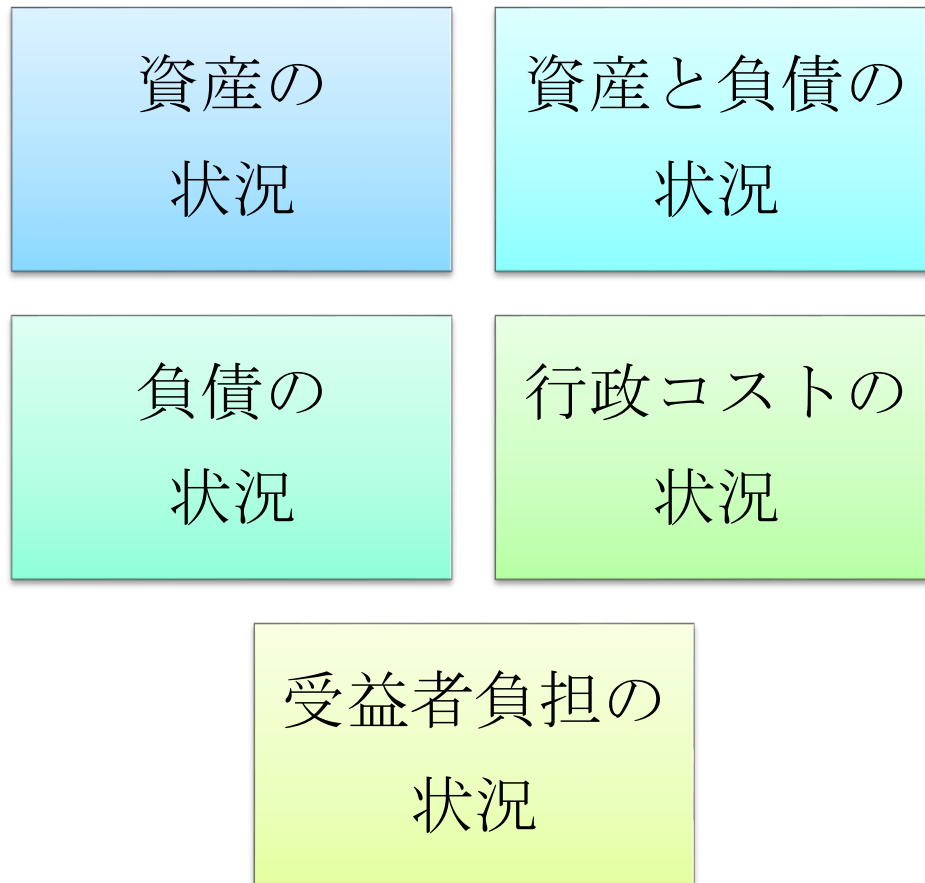 資産の
状況
資産と負債の
状況
負債の
状況
行政コストの
状況
受益者負担の
状況